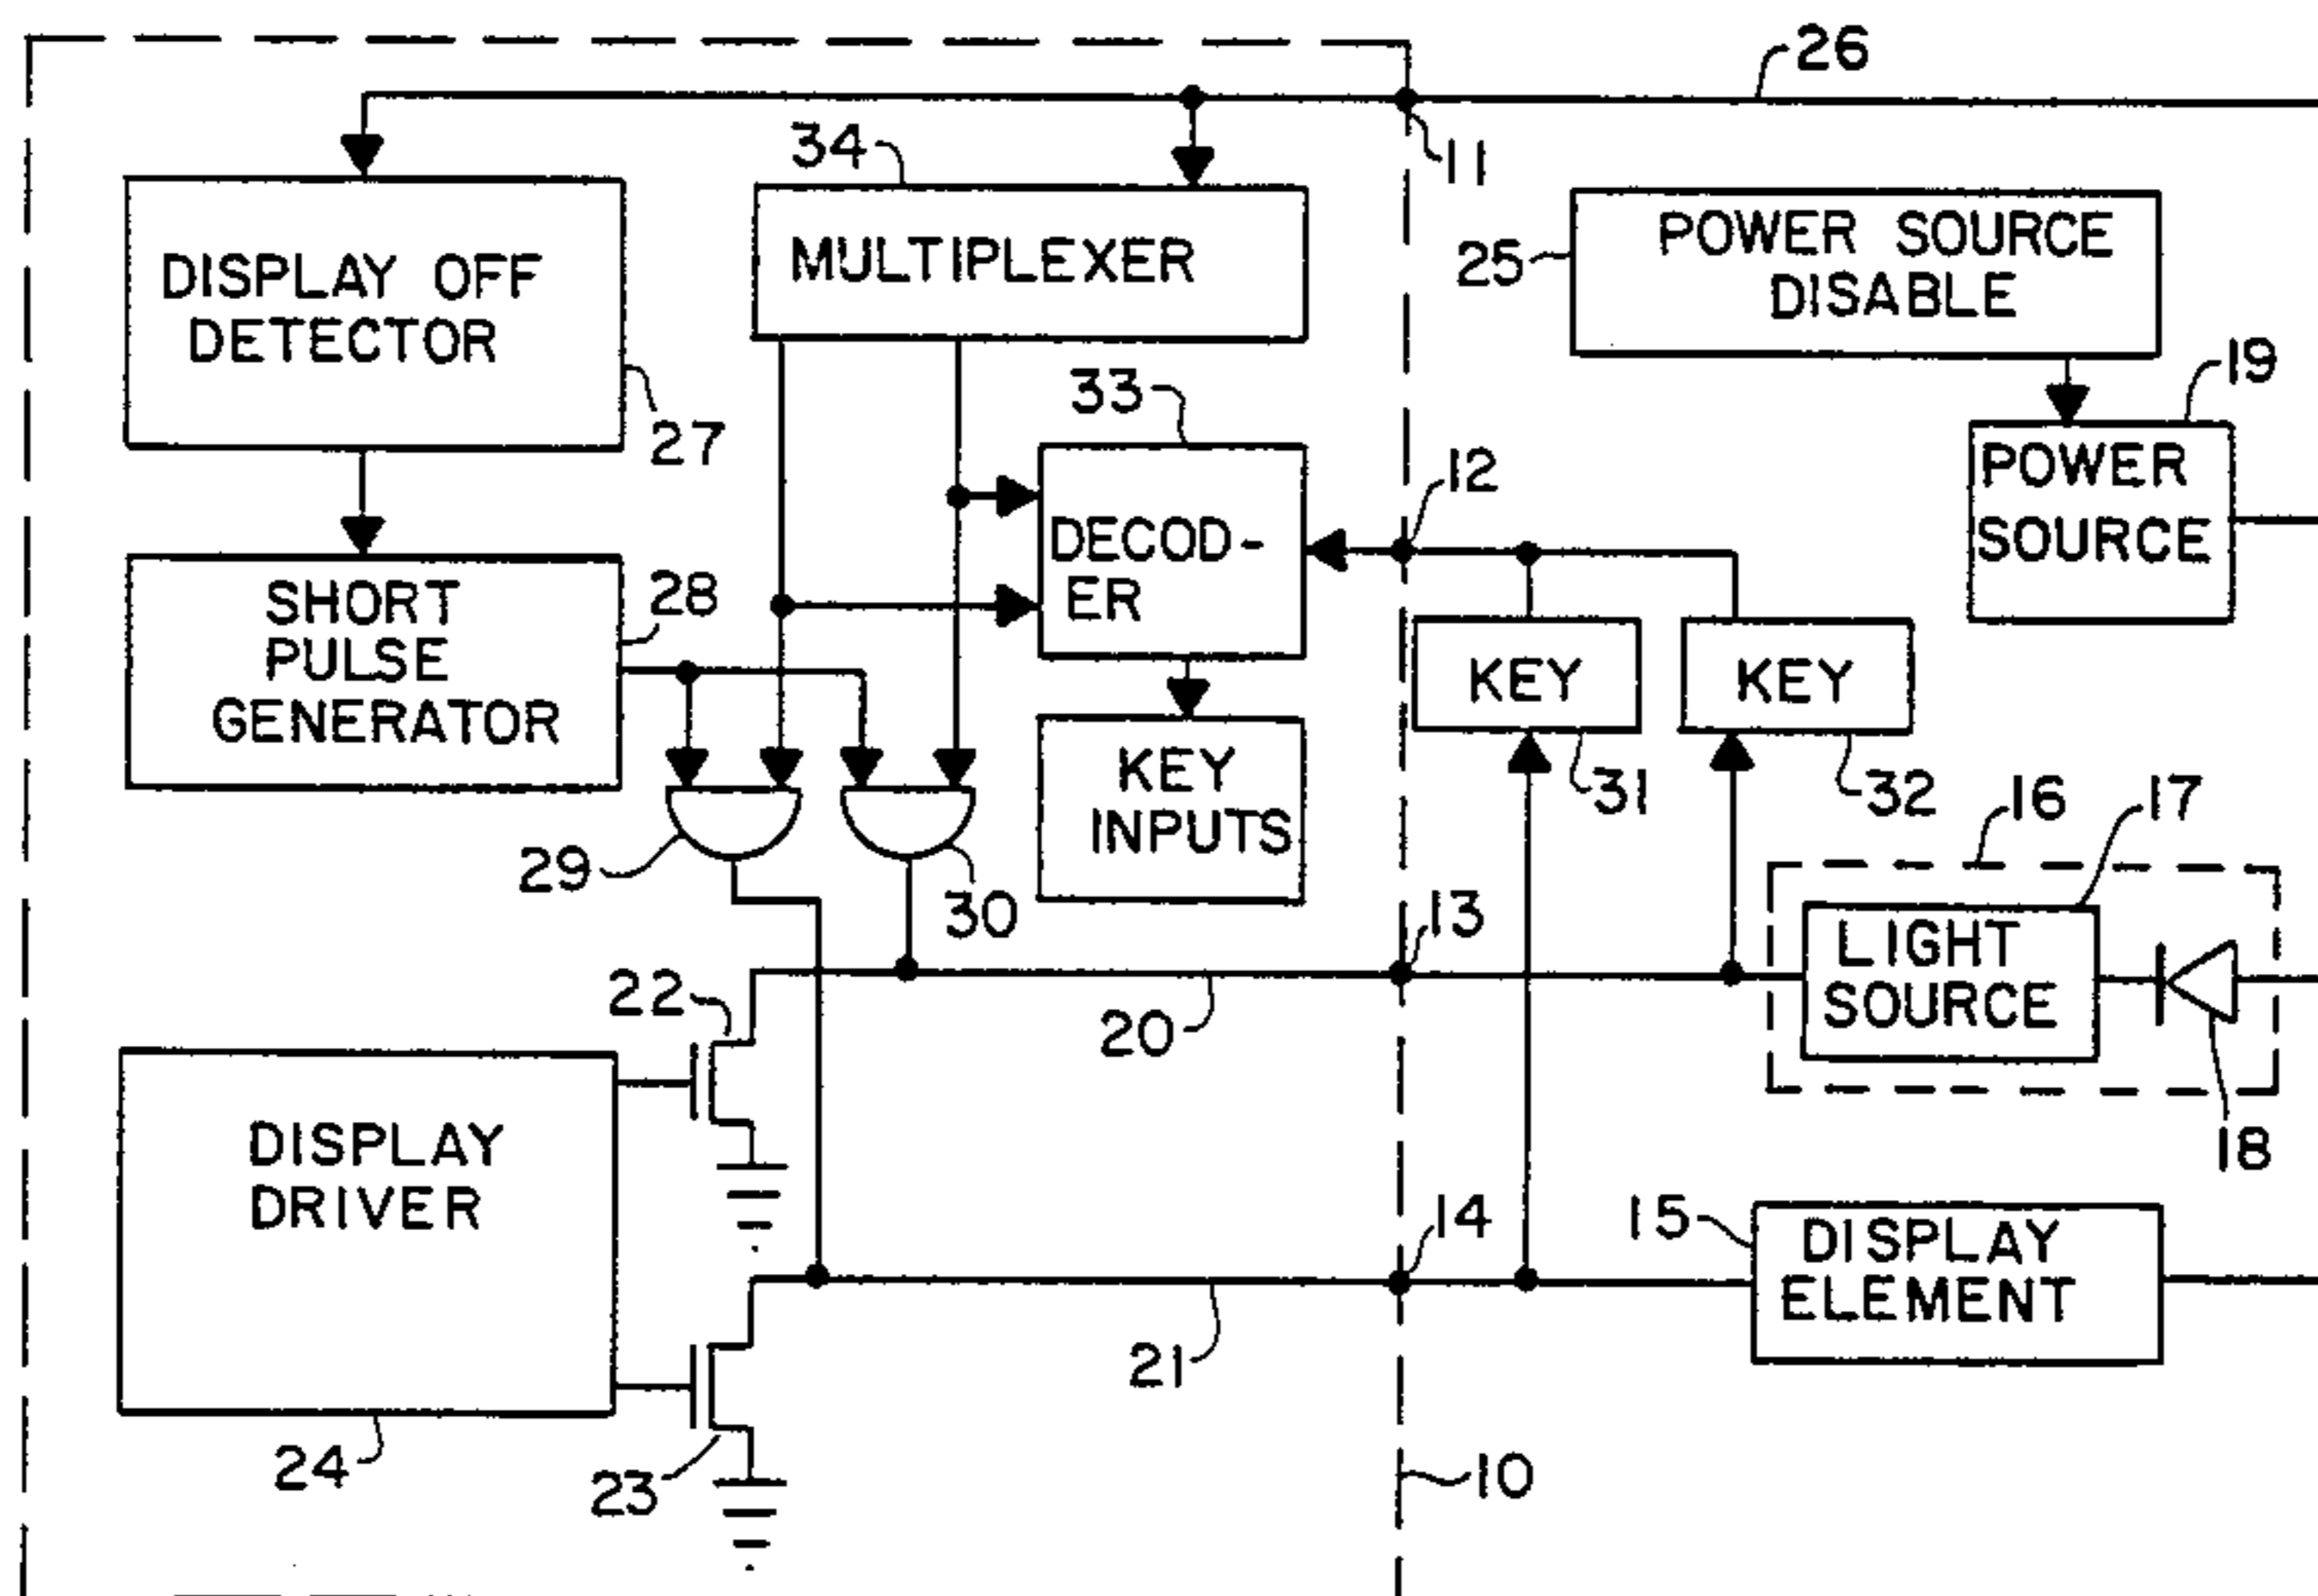 26
34
11
DISPLAY OFF
DETECTOR
27
MULTIPLEXER
25
POWER SOURCE
DISABLE
19
POWER
SOURCE
33
12
DECOD-
ER
SHORT
PULSE
GENERATOR
28
KEY
31
KEY
32
KEY
INPUTS
29
30
16
17
13
LIGHT
SOURCE
18
22
20
DISPLAY
DRIVER
24
14
15
DISPLAY
ELEMENT
21
23
10